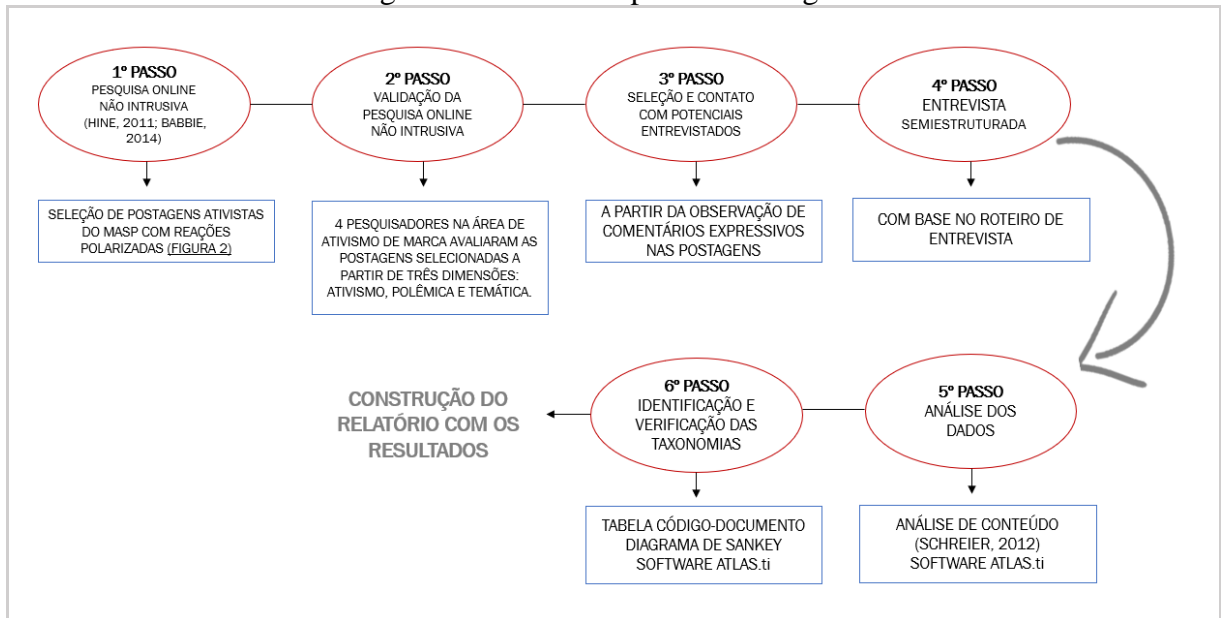 1º PASSO
PESQUISA ONLINE
NÃO INTRUSIVA
(HINE, 2011; BABBIE,
2014)
2º PASSO
VALIDAÇÃO DA
PESQUISA ONLINE
NÃO INTRUSIVA
3º PASSO
SELEÇÃO E CONTATO
COM POTENCIAIS
ENTREVISTADOS
4º PASSO
ENTREVISTA
SEMIESTRUTURADA
SELEÇÃO DE POSTAGENS ATIVISTAS
DO MASP COM REAÇÕES
POLARIZADAS (FIGURA 2)
4 PESQUISADORES NA ÁREA DE
ATIVISMO DE MARCA AVALIARAM AS
POSTAGENS SELECIONADAS A
PARTIR DE TRÊS DIMENSÕES:
ATIVISMO, POLÊMICA E TEMÁTICA.
A PARTIR DA OBSERVAÇÃO DE
COMENTÁRIOS EXPRESSIVOS
NAS POSTAGENS
COM BASE NO ROTEIRO DE
ENTREVISTA
5º PASSO
ANÁLISE DOS
DADOS
ANÁLISE DE CONTEÚDO
(SCHREIER, 2012)
SOFTWARE ATLAS.ti
6º PASSO
IDENTIFICAÇÃO E
VERIFICAÇÃO DAS
TAXONOMIAS
TABELA CÓDIGO-DOCUMENTO
DIAGRAMA DE SANKEY
SOFTWARE ATLAS.ti
CONSTRUÇÃO DO
RELATÓRIO COM OS
RESULTADOS